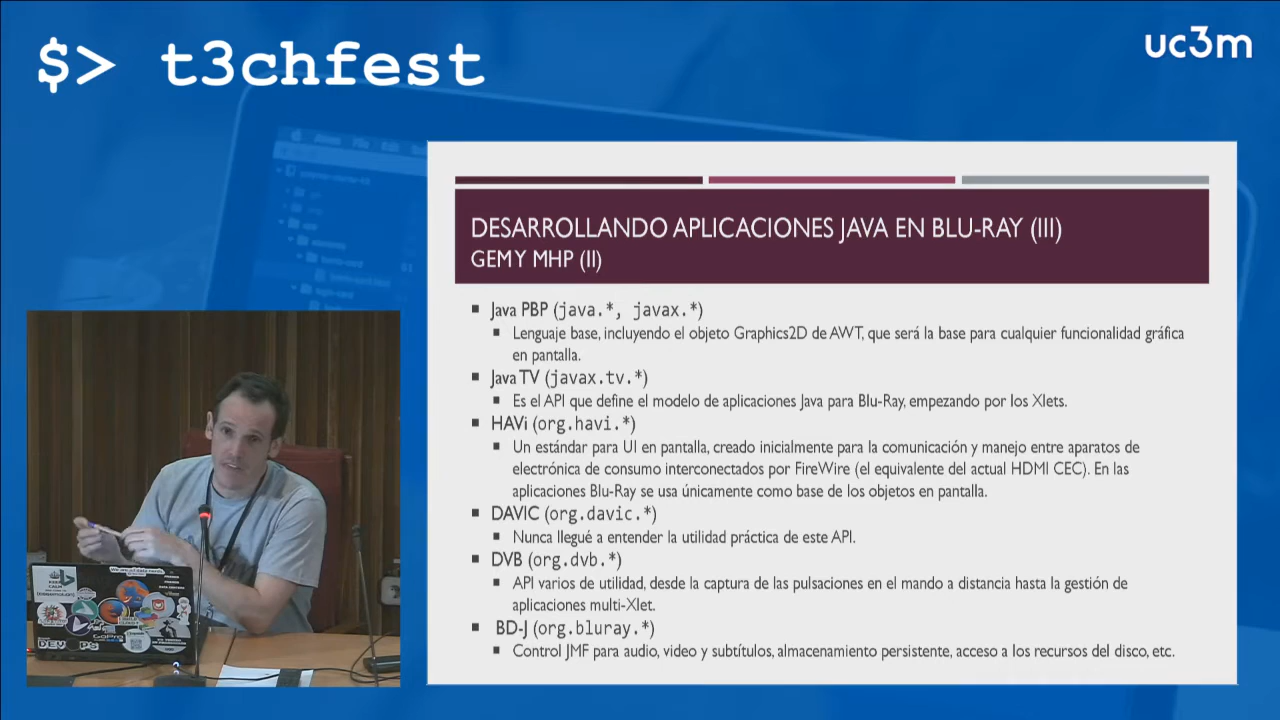 $> t3chfest
uc3m
DESARROLLANDO APLICACIONES JAVA EN BLU-RAY (III)
GEM Y MHP (II)
Java PBP (java.*, javax.*)
Lenguaje base, incluyendo el objeto Graphics2D de AWT, que será la base para cualquier funcionalidad gráfica
en pantalla.
Java TV (javax.tv.*)
Es el API que define el modelo de aplicaciones Java para Blu-Ray, empezando por los Xlets.
HAVi (org.havi.*)
Un estándar para UI en pantalla, creado inicialmente para la comunicación y manejo entre aparatos de
electrónica de consumo interconectados por FireWire (el equivalente del actual HDMI CEC). En las
aplicaciones Blu-Ray se usa únicamente como base de los objetos en pantalla.
DAVIC (org.davic.*)
Nunca llegué a entender la utilidad práctica de este API.
DVB (org.dvb.*)
API varios de utilidad, desde la captura de las pulsaciones en el mando a distancia hasta la gestión de
aplicaciones multi-Xlet.
BD-J (org.bluray.*)
Control JMF para audio, video y subtítulos, almacenamiento persistente, acceso a los recursos del disco, etc.
GoPro
DEV